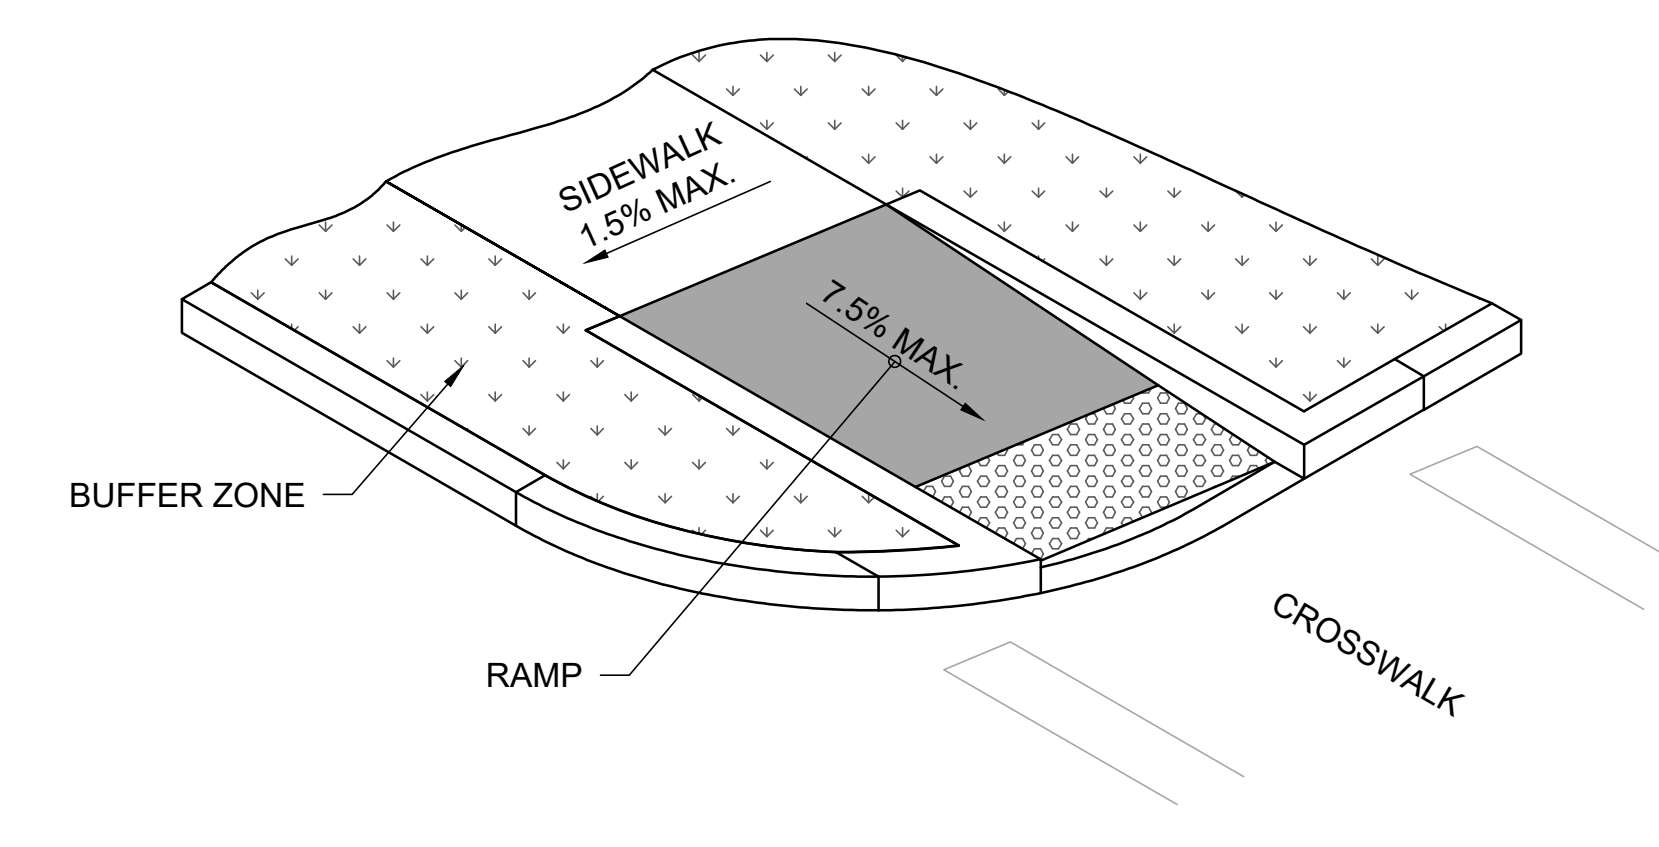 SIDEWALK
1.5% MAX.
7.5% MAX.
BUFFER ZONE
RAMP
CROSSWALK